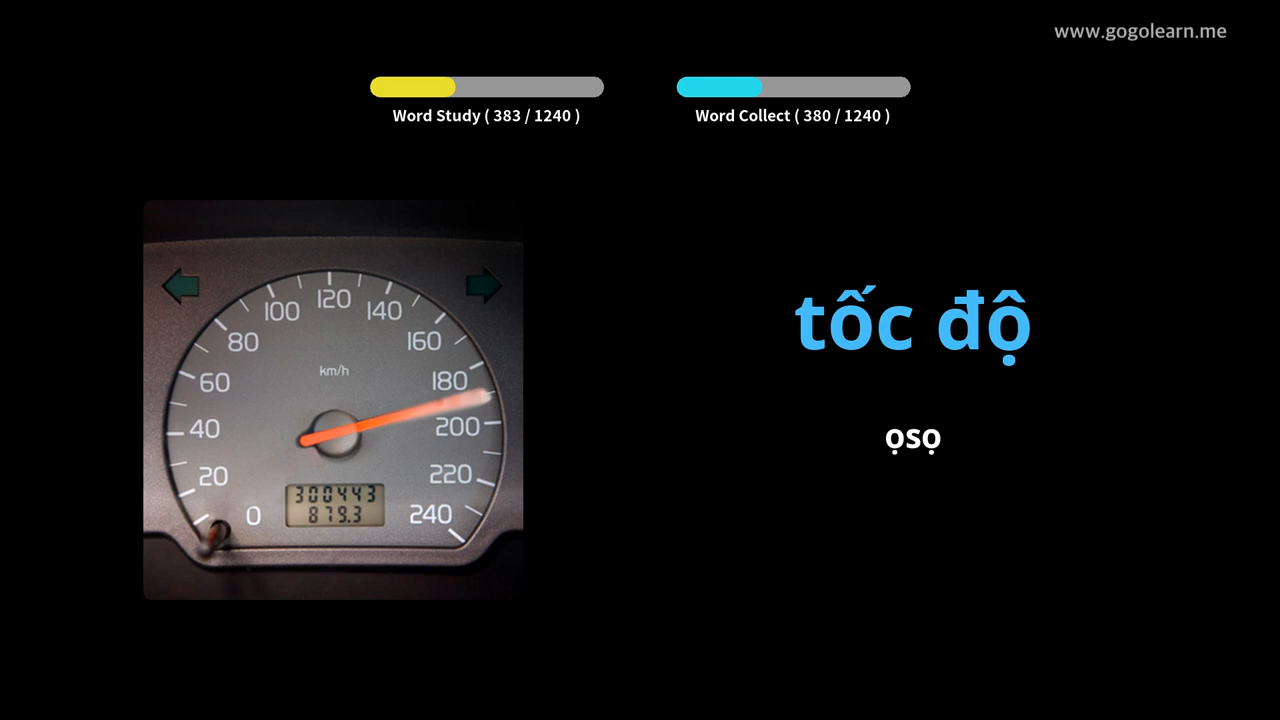 www.gogolearn.me
Word Study ( 383 / 1240 )
Word Collect ( 380 / 1240 )
tốc độ
ọsọ
120
100
140
80
160
km/h
60
180
40
200
20
220
0
240
300443
879.3